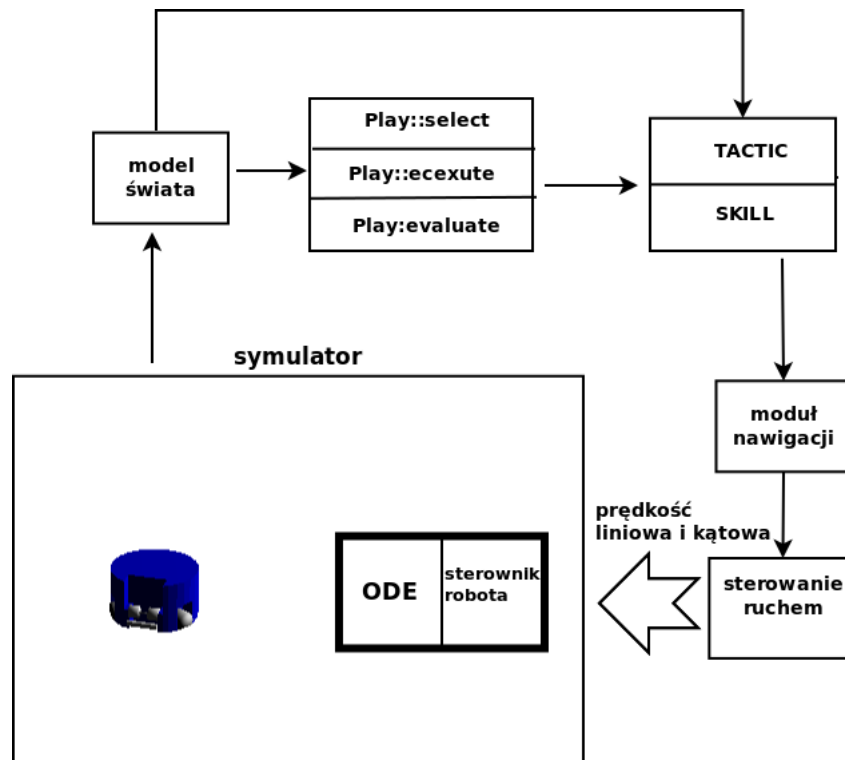 model
świata
Play::select
Play::ecexute
Play:evaluate
TACTIC
SKILL
symulator
moduł
nawigacji
prędkość
liniowa i kątowa
ODE
sterownik
robota
sterowanie
ruchem